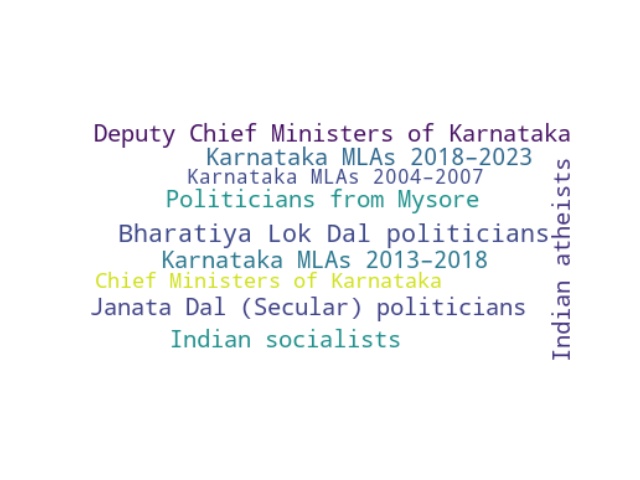 Deputy Chief Ministers of Karnataka
Karnataka MLAs 2018–2023
Karnataka MLAs 2004–2007
Politicians from Mysore
Bharatiya Lok Dal politicians
Karnataka MLAs 2013–2018
Chief Ministers of Karnataka
Janata Dal (Secular) politicians
Indian socialists
Indian atheists